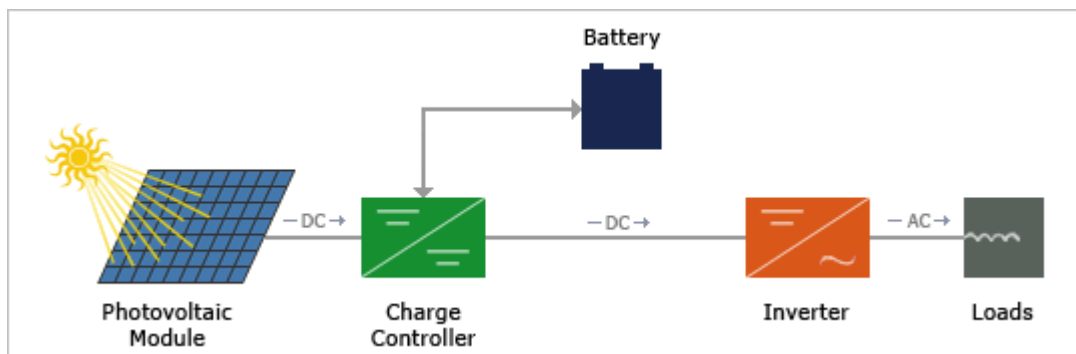 Battery
DC
DC
AC
Photovoltaic
Module
Charge
Controller
Inverter
Loads